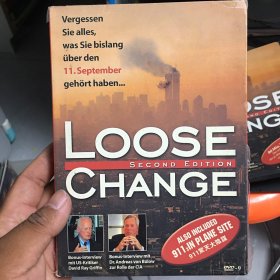 Vergessen
Sie alles,
was Sie bislang
über den
11. September
gehört haben...
LOOSE
SECOND EDITION
CHANGE
ALSO INCLUDED
911.IN PLANE SITE
Bonus-Interview
mit US-Kritiker
David Ray Griffin
Bonus-Interview mit
Dr. Andreas von Bülow
zur Rolle der CIA
DVD